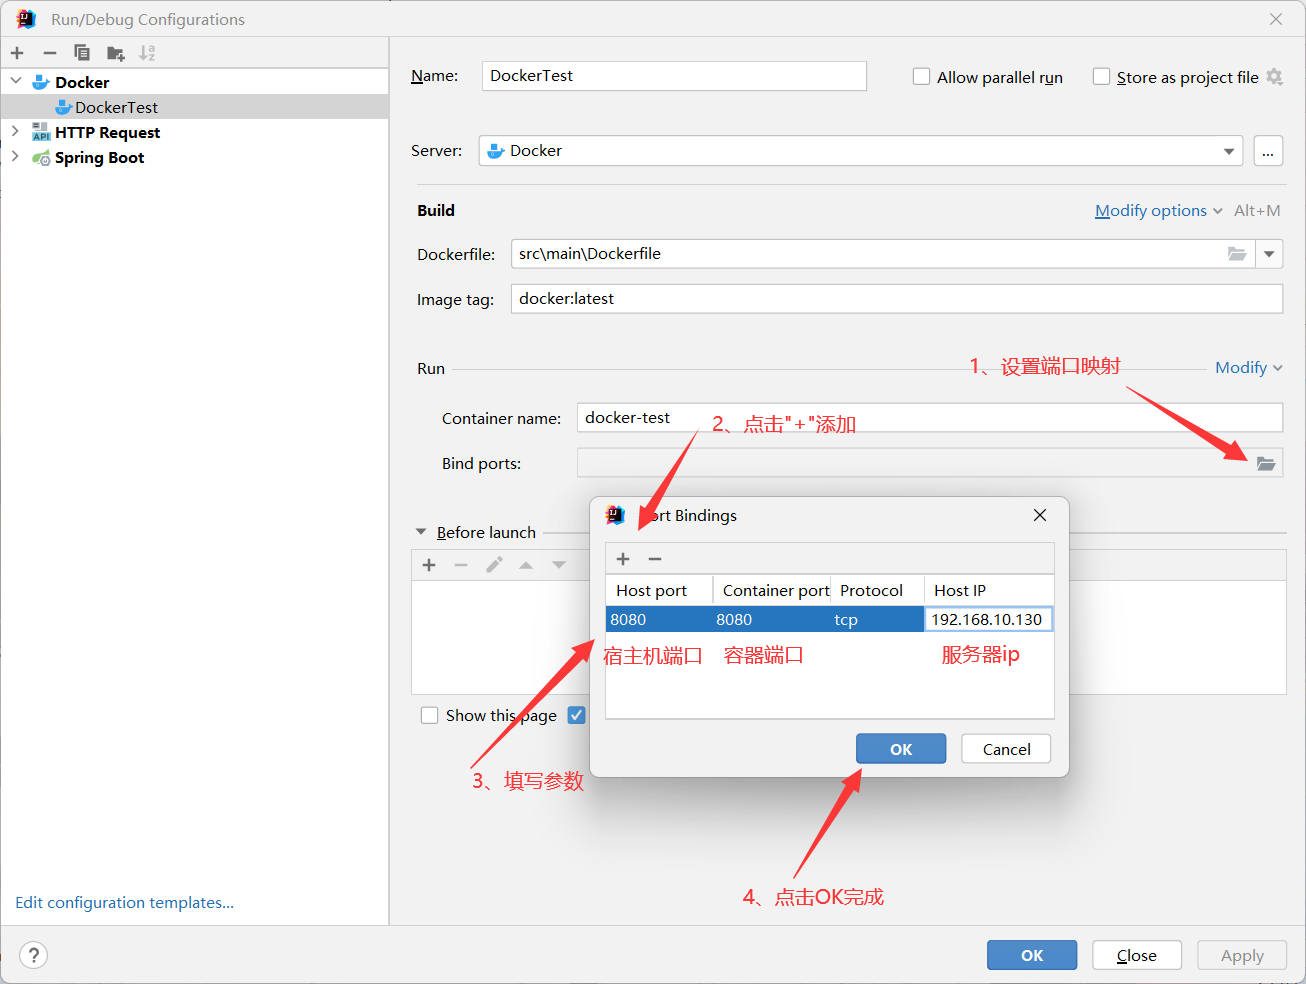 Run/Debug Configurations
Docker
DockerTest
HTTP Request
Spring Boot
Name: DockerTest
Allow parallel run
Store as project file
Server: Docker
...
Build
Modify options Alt+M
Dockerfile: src\main\Dockerfile
Image tag: docker:latest
Run
1、设置端口映射
Modify
Container name: docker-test
2、点击"+"添加
Bind ports:
Port Bindings
Before launch
Host port Container port Protocol Host IP
8080 8080 tcp 192.168.10.130
宿主机端口 容器端口 服务器ip
Show this page
OK
Cancel
3、填写参数
4、点击OK完成
Edit configuration templates...
?
OK
Close
Apply